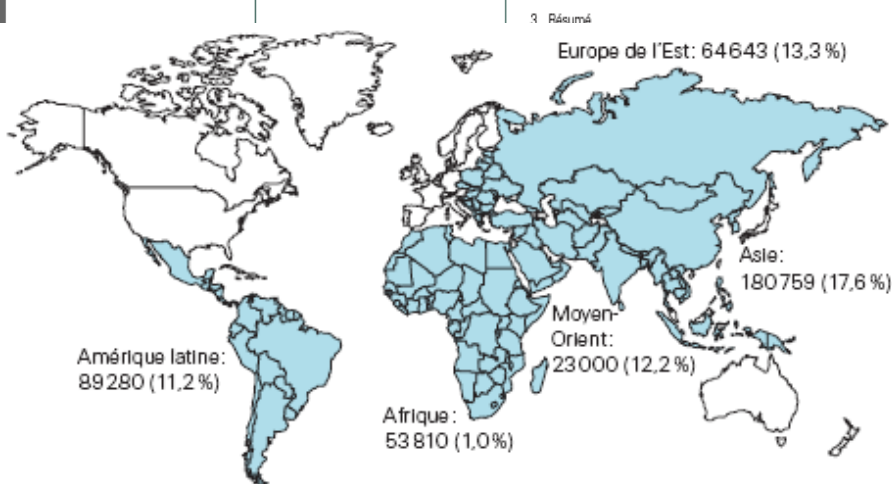 3 Résumé
Europe de l'Est: 64643 (13,3%)
Asie:
180759 (17,6%)
Moyen-
Orient:
23000 (12,2%)
Amérique latine:
89280 (11,2%)
Afrique:
53810 (1,0%)